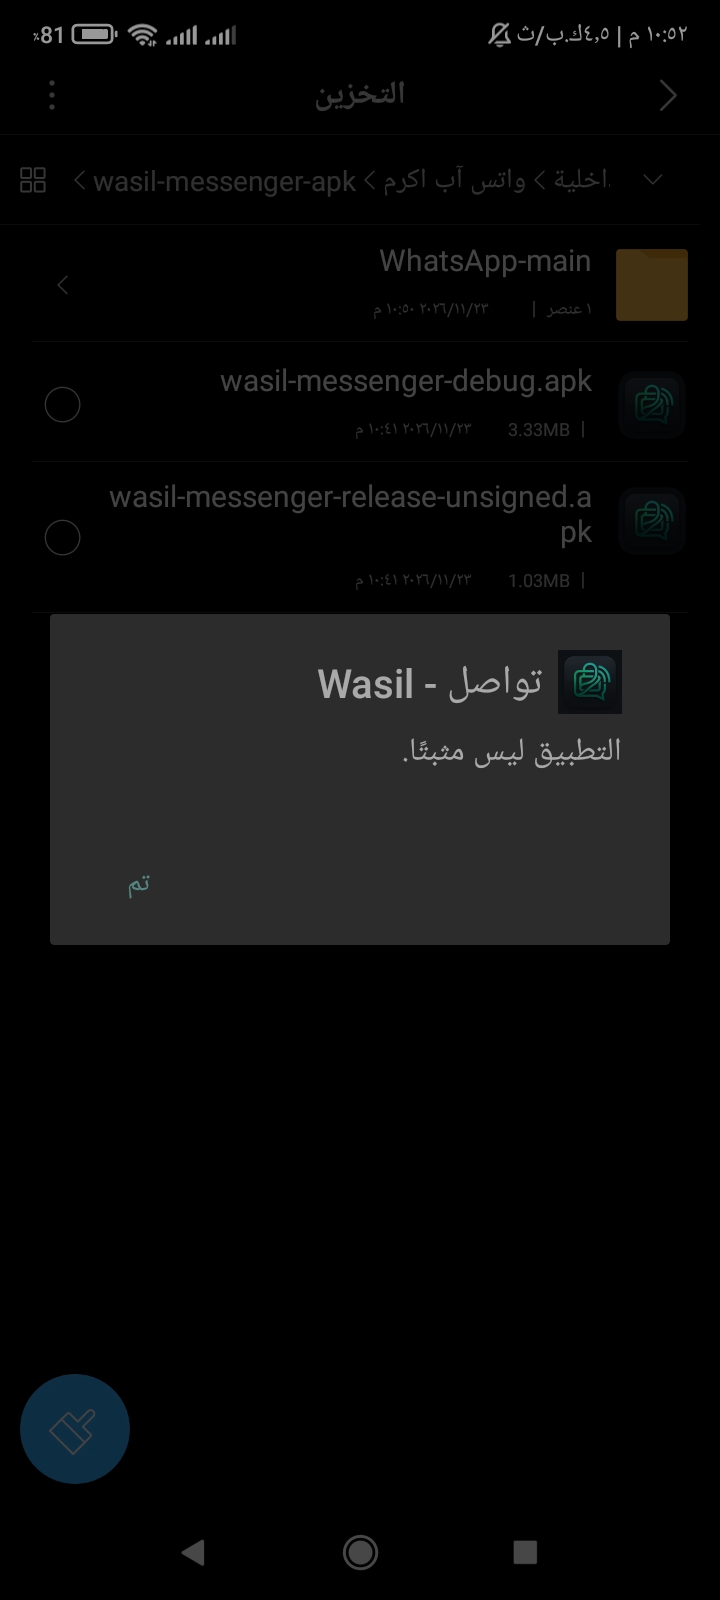 ١٠:٥٢ م | ٤,٥ك.ب/ث
٪81
التخزين
واتس آب اكرم > wasil-messenger-apk >
WhatsApp-main
١ عنصر | ٢٠٢٦/١١/٢٣ ١٠:٥٠ م
wasil-messenger-debug.apk
| 3.33MB ٢٠٢٦/١١/٢٣ ١٠:٤١ م
wasil-messenger-release-unsigned.a
pk
| 1.03MB ٢٠٢٦/١١/٢٣ ١٠:٤١ م
تواصل - Wasil
التطبيق ليس مثبتًا.
تم